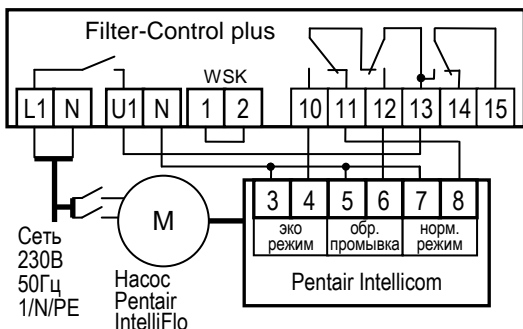 Filter-Control plus
WSK
L1 N U1 N 1 2 10 11 12 13 14 15
M
3 4 5 6 7 8
эко режим
обр. промывка
норм. режим
Pentair Intellicom
Сеть
230В
50Гц
1/N/PE
Насос
Pentair
IntelliFlo